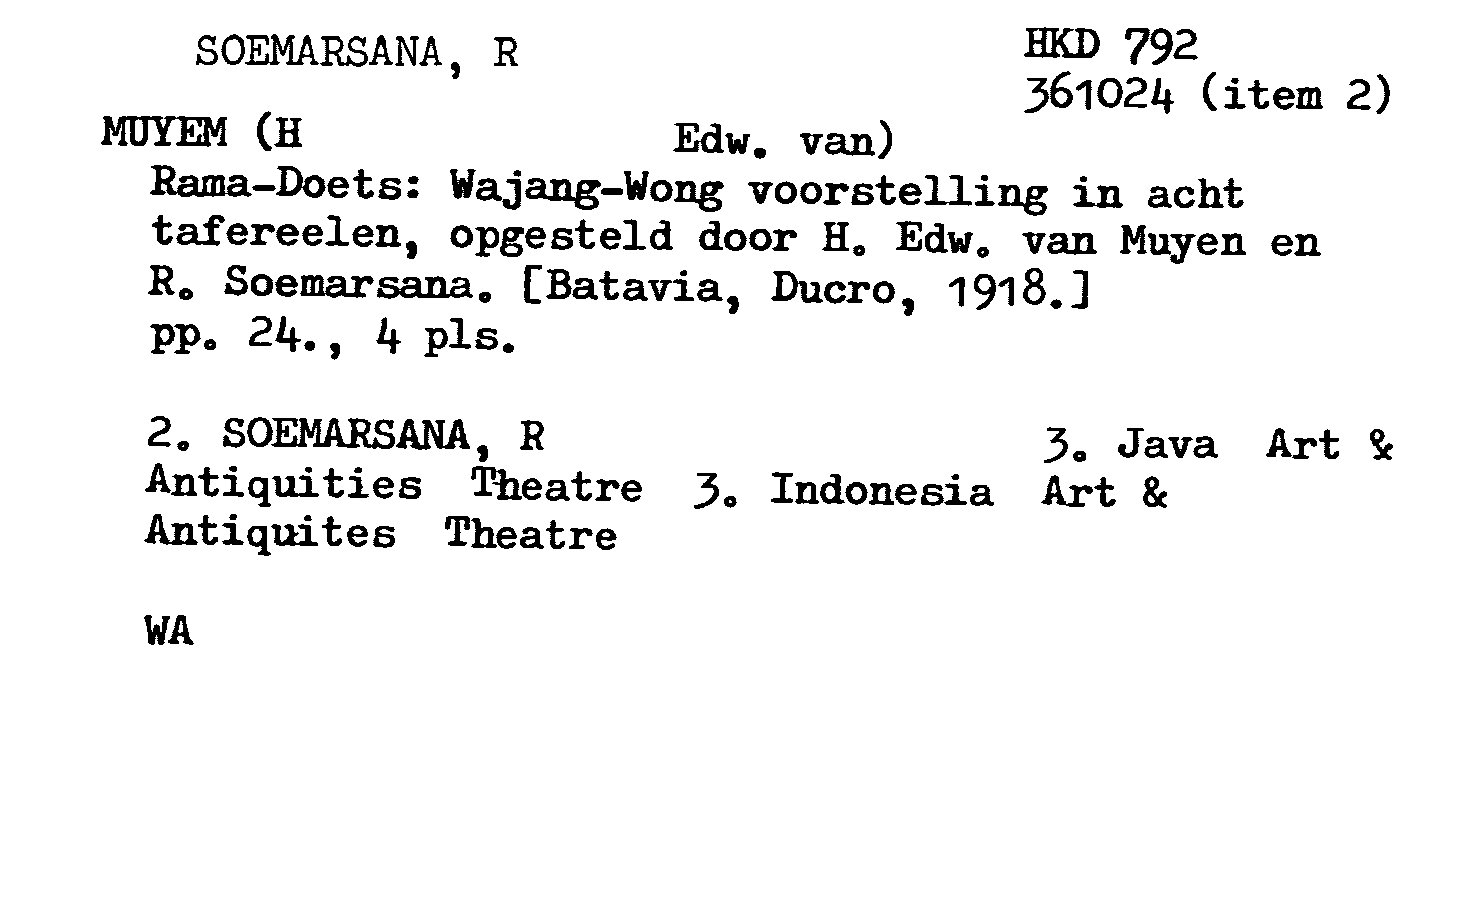 SOEMARSANA, R
HKD 792
361024 (item 2)
MUYEM (H Edw. van)
Rama-Doets: Wajang-Wong voorstelling in acht
tafereelen, opgesteld door H. Edw. van Muyen en
R. Soemarsana. [Batavia, Ducro, 1918.]
pp. 24., 4 pls.
2. SOEMARSANA, R 3. Java Art &
Antiquities Theatre 3. Indonesia Art &
Antiquites Theatre
WA